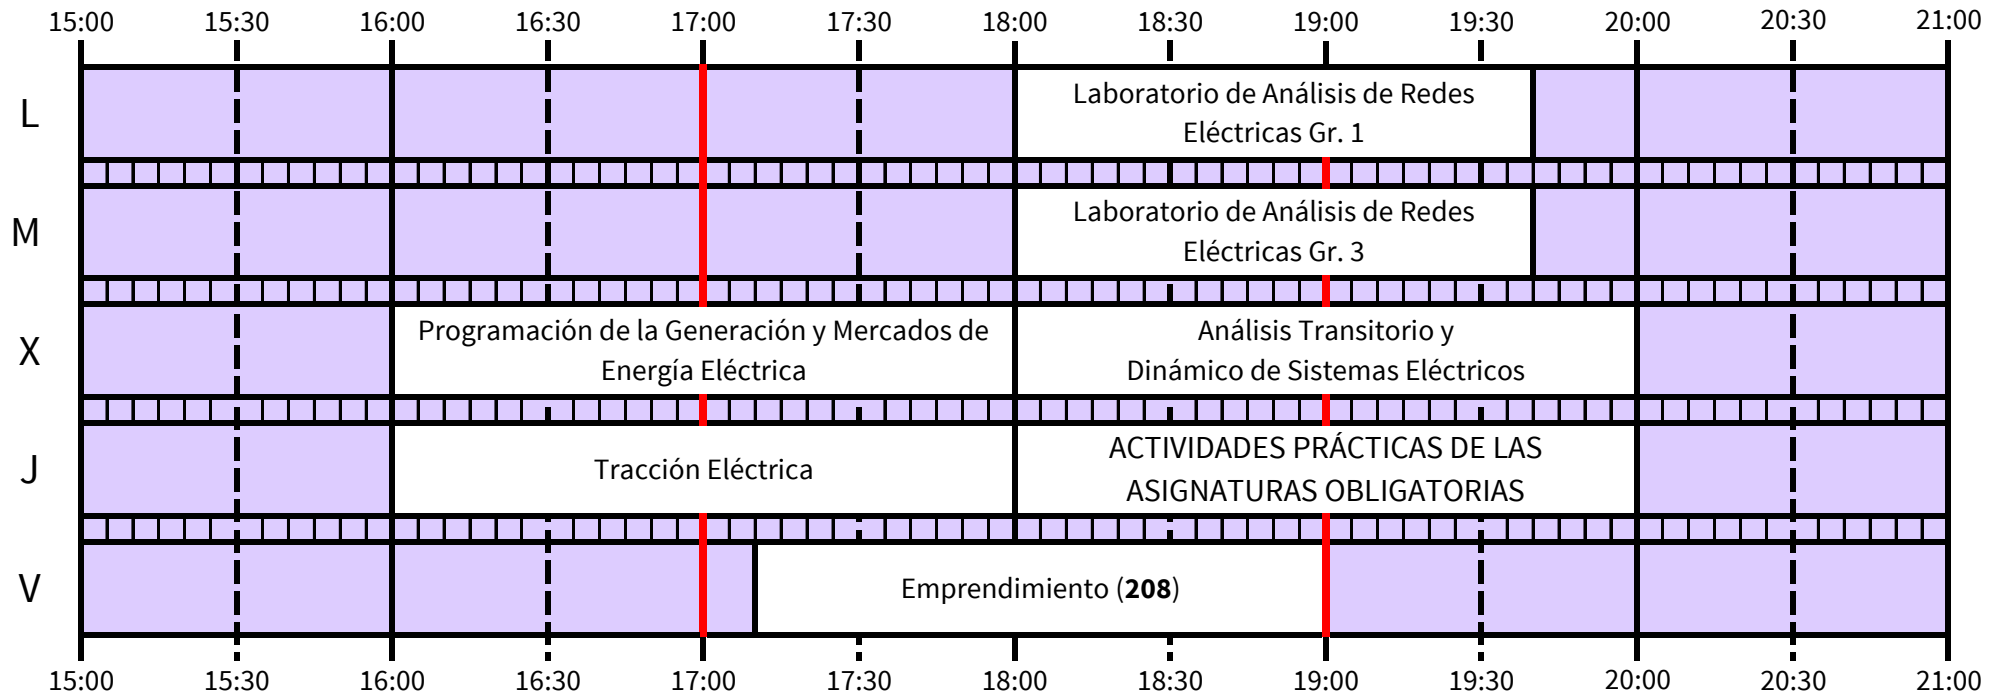 15:00 15:30 16:00 16:30 17:00 17:30 18:00 18:30 19:00 19:30 20:00 20:30 21:00
L
Laboratorio de Análisis de Redes
Eléctricas Gr. 1
M
Laboratorio de Análisis de Redes
Eléctricas Gr. 3
X
Programación de la Generación y Mercados de
Energía Eléctrica
Análisis Transitorio y
Dinámico de Sistemas Eléctricos
J
Tracción Eléctrica
ACTIVIDADES PRÁCTICAS DE LAS
ASIGNATURAS OBLIGATORIAS
V
Emprendimiento (208)
15:00 15:30 16:00 16:30 17:00 17:30 18:00 18:30 19:00 19:30 20:00 20:30 21:00